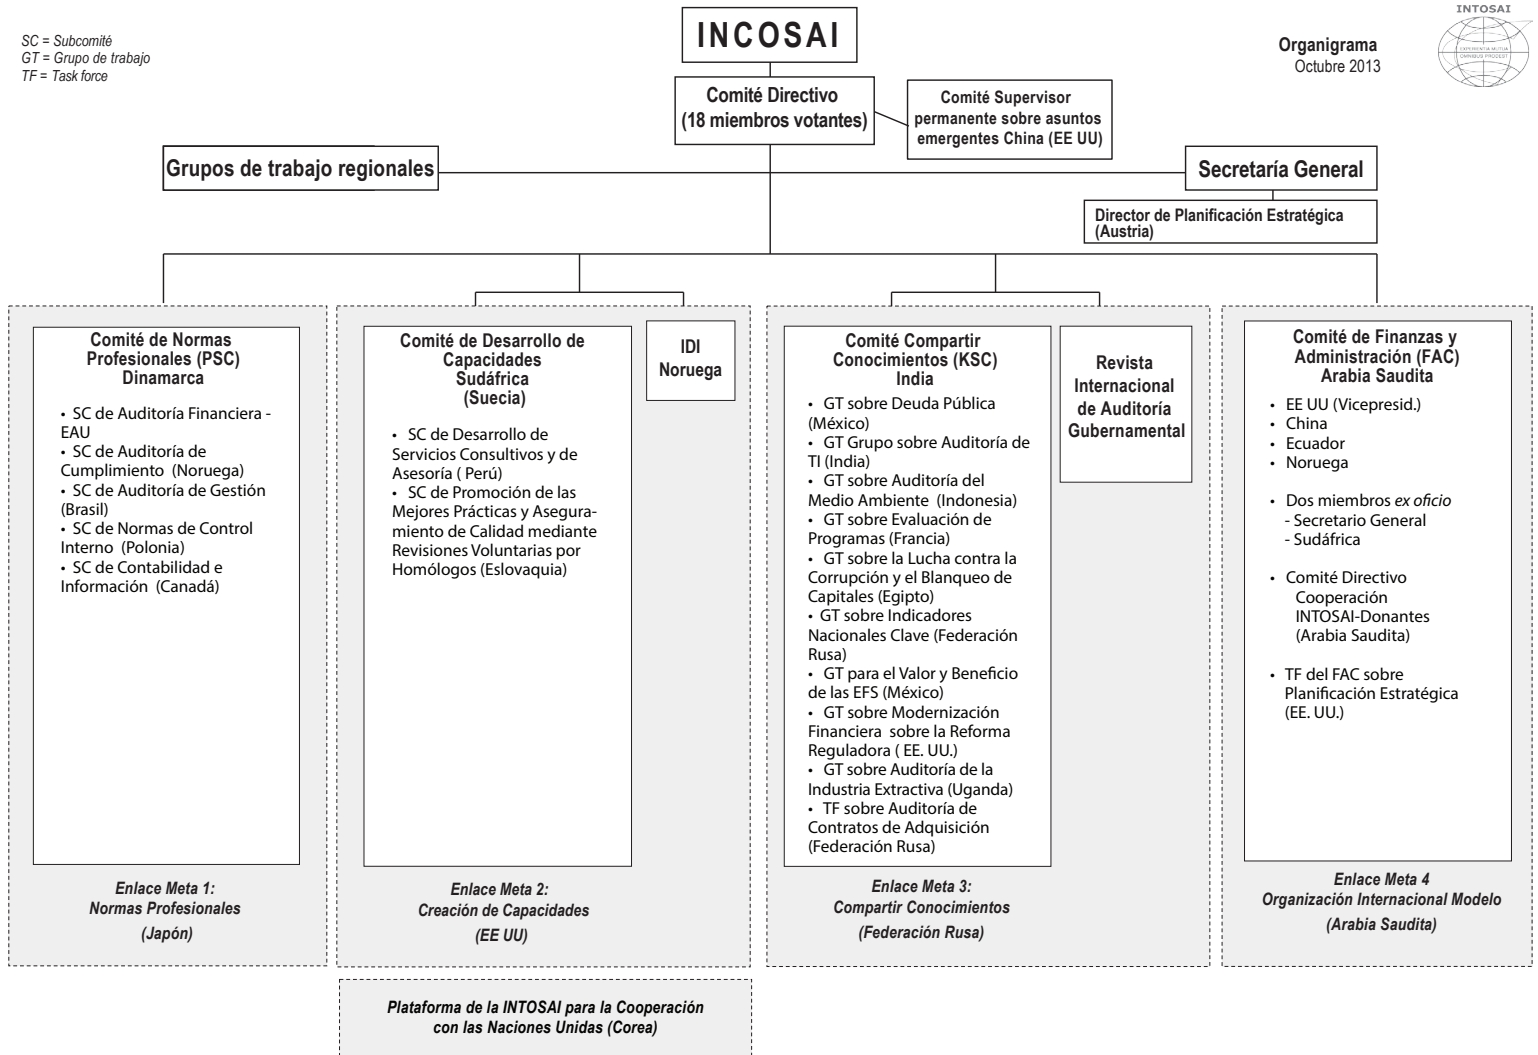 SC = Subcomité
GT = Grupo de trabajo
TF = Task force
INCOSAI
Organigrama
Octubre 2013
INTOSAI
EXPERIENTIA MUTUA
OMNIBUS PRODEST
Comité Directivo
(18 miembros votantes)
Comité Supervisor
permanente sobre asuntos
emergentes China (EE UU)
Grupos de trabajo regionales
Secretaría General
Director de Planificación Estratégica
(Austria)
Comité de Normas
Profesionales (PSC)
Dinamarca
• SC de Auditoría Financiera -
EAU
• SC de Auditoría de
Cumplimiento (Noruega)
• SC de Auditoría de Gestión
(Brasil)
• SC de Normas de Control
Interno (Polonia)
• SC de Contabilidad e
Información (Canadá)
Enlace Meta 1:
Normas Profesionales
(Japón)
Comité de Desarrollo de
Capacidades
Sudáfrica
(Suecia)
• SC de Desarrollo de
Servicios Consultivos y de
Asesoría ( Perú)
• SC de Promoción de las
Mejores Prácticas y Asegura-
miento de Calidad mediante
Revisiones Voluntarias por
Homólogos (Eslovaquia)
IDI
Noruega
Enlace Meta 2:
Creación de Capacidades
(EE UU)
Comité Compartir
Conocimientos (KSC)
India
• GT sobre Deuda Pública
(México)
• GT Grupo sobre Auditoría de
TI (India)
• GT sobre Auditoría del
Medio Ambiente (Indonesia)
• GT sobre Evaluación de
Programas (Francia)
• GT sobre la Lucha contra la
Corrupción y el Blanqueo de
Capitales (Egipto)
• GT sobre Indicadores
Nacionales Clave (Federación
Rusa)
• GT para el Valor y Beneficio
de las EFS (México)
• GT sobre Modernización
Financiera sobre la Reforma
Reguladora ( EE. UU.)
• GT sobre Auditoría de la
Industria Extractiva (Uganda)
• TF sobre Auditoría de
Contratos de Adquisición
(Federación Rusa)
Revista
Internacional
de Auditoría
Gubernamental
Enlace Meta 3:
Compartir Conocimientos
(Federación Rusa)
Comité de Finanzas y
Administración (FAC)
Arabia Saudita
• EE UU (Vicepresid.)
• China
• Ecuador
• Noruega
• Dos miembros ex oficio
- Secretario General
- Sudáfrica
• Comité Directivo
Cooperación
INTOSAI-Donantes
(Arabia Saudita)
• TF del FAC sobre
Planificación Estratégica
(EE. UU.)
Enlace Meta 4
Organización Internacional Modelo
(Arabia Saudita)
Plataforma de la INTOSAI para la Cooperación
con las Naciones Unidas (Corea)